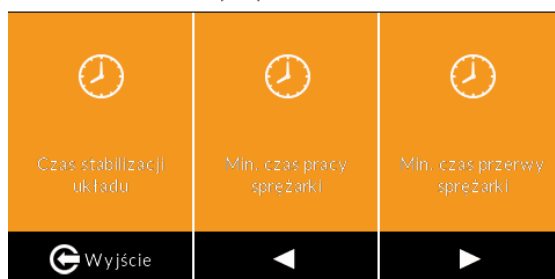 Czas stabilizacji
układu
Min. czas pracy
sprężarki
Min. czas przerwy
sprężarki
Wyjście